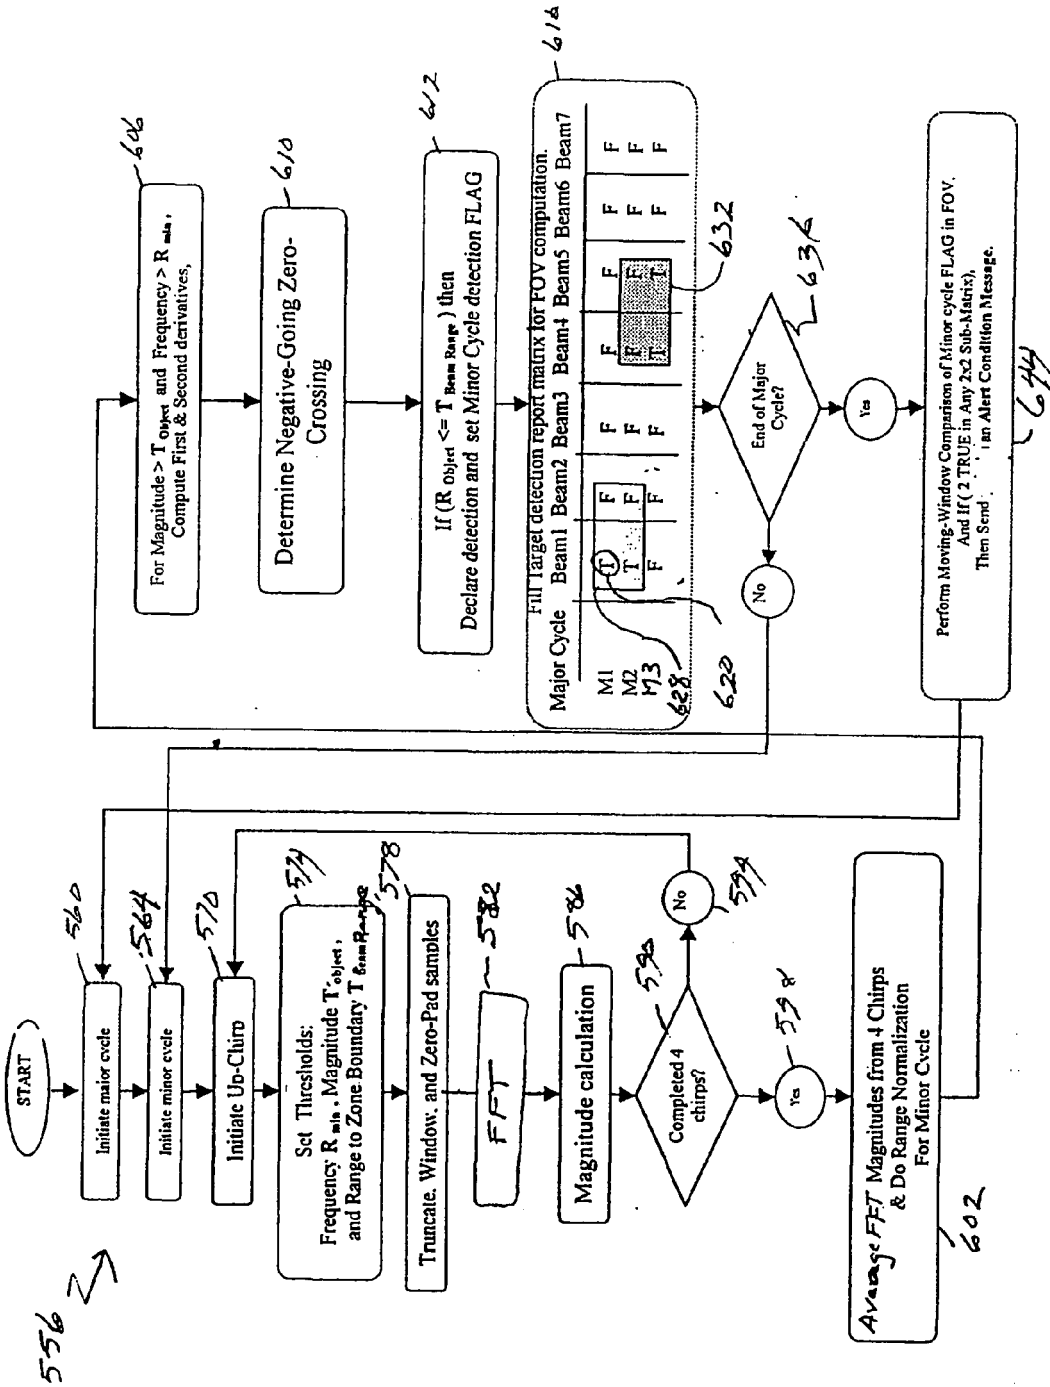 556
START
Initiate major cycle
560
Initiate minor cycle
564
Initiate Up-Chirp
570
Set Thresholds:
Frequency R min, Magnitude T object,
and Range to Zone Boundary T Beam Range
574
Truncate, Window, and Zero-Pad samples
578
FFT
582
Magnitude calculation
586
Completed 4
chirps?
590
No
594
Yes
598
Average FFT Magnitudes from 4 Chirps
& Do Range Normalization
For Minor Cycle
602
For Magnitude > T Object and Frequency > R min,
Compute First & Second derivatives,
606
Determine Negative-Going Zero-
Crossing
610
If (R Object <= T Beam Range) then
Declare detection and set Minor Cycle detection FLAG
612
Fill Target detection report matrix for FOV computation.
616
Major Cycle Beam1 Beam2 Beam3 Beam4 Beam5 Beam6 Beam7
M1 T F F F F F F
M2 T F F F F F F
M3 F F F T T F F
628
620
632
End of Major
Cycle?
636
No
Yes
Perform Moving-Window Comparison of Minor cycle FLAG in FOV.
And If ( 2 TRUE in Any 2x2 Sub-Matrix),
Then Send an Alert Condition Message.
644